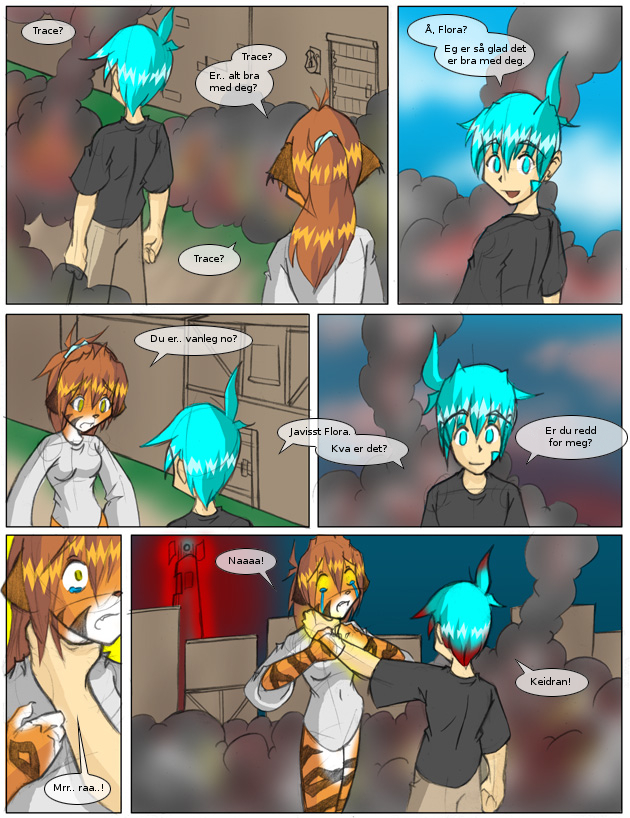 Trace?
Trace?
Er.. alt bra
med deg?
Trace?
Å, Flora?
Eg er så glad det
er bra med deg.
Du er.. vanleg no?
Javisst Flora.
Kva er det?
Er du redd
for meg?
Mrr.. raa..!
Naaaa!
Keidran!